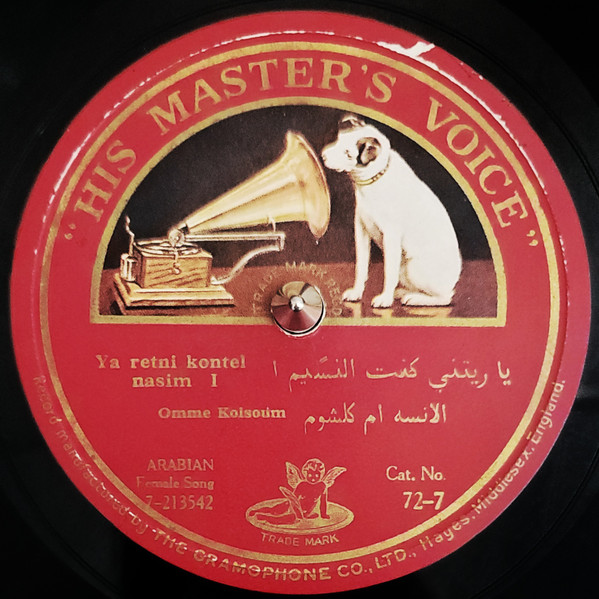 "HIS MASTER'S VOICE"
TRADE MARK REG
Ya retni kontel
nasim I
يا ريتني كنت النسيم ١
Omme Kolsoum
الانسه ام كلثوم
ARABIAN
Female Song
7-213542
Cat. No.
72-7
TRADE MARK
Record manufactured by THE GRAMOPHONE CO., LTD., Hayes, Middlesex, England.